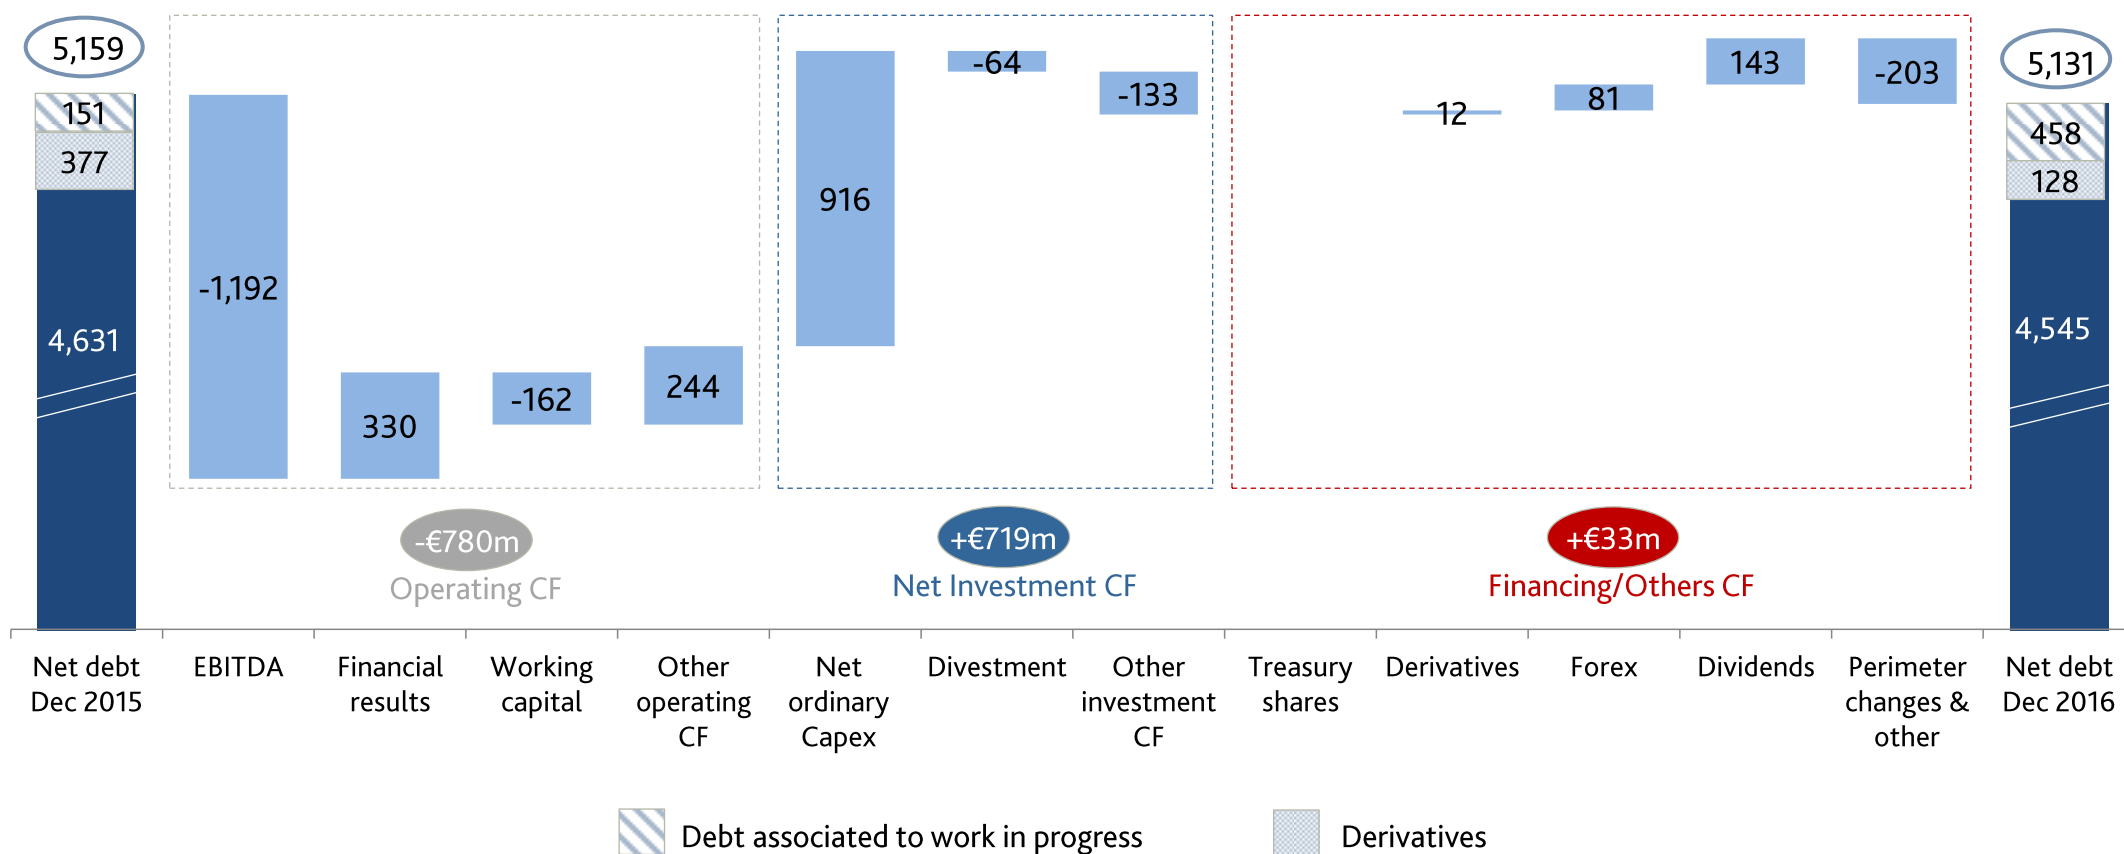 5,159
151
377
4,631
-1,192
330
-162
244
916
-64
-133
12
81
143
-203
5,131
458
128
4,545
-€780m
Operating CF
+€719m
Net Investment CF
+€33m
Financing/Others CF
Net debt
Dec 2015
EBITDA
Financial
results
Working
capital
Other
operating
CF
Net
ordinary
Capex
Divestment
Other
investment
CF
Treasury
shares
Derivatives
Forex
Dividends
Perimeter
changes &
other
Net debt
Dec 2016
Debt associated to work in progress
Derivatives